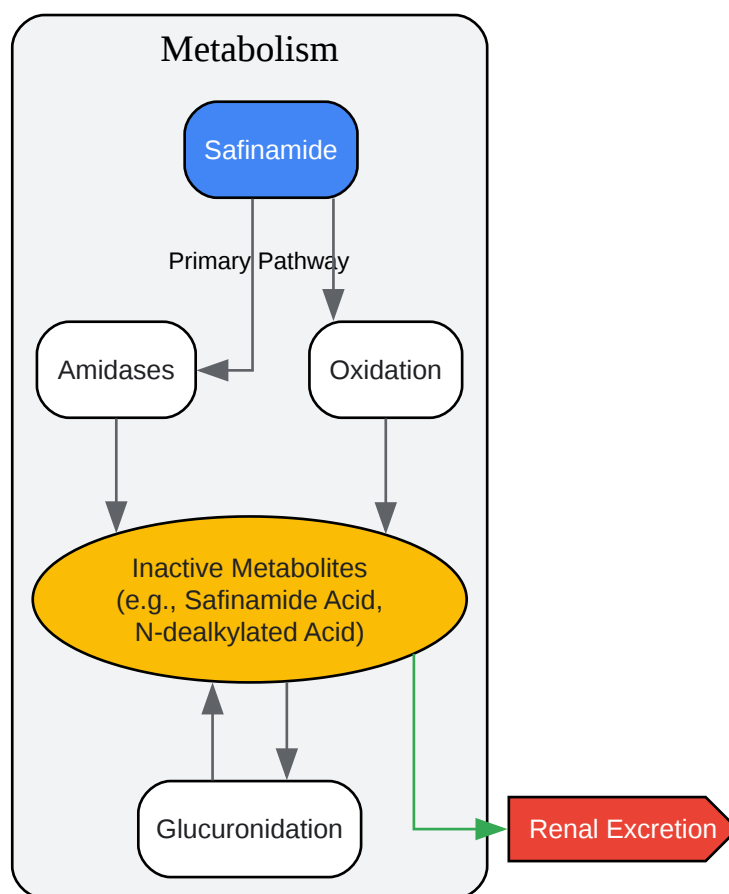 Metabolism
Safinamide
Primary Pathway
Amidases
Oxidation
Inactive Metabolites
(e.g., Safinamide Acid,
N-dealkylated Acid)
Glucuronidation
Renal Excretion